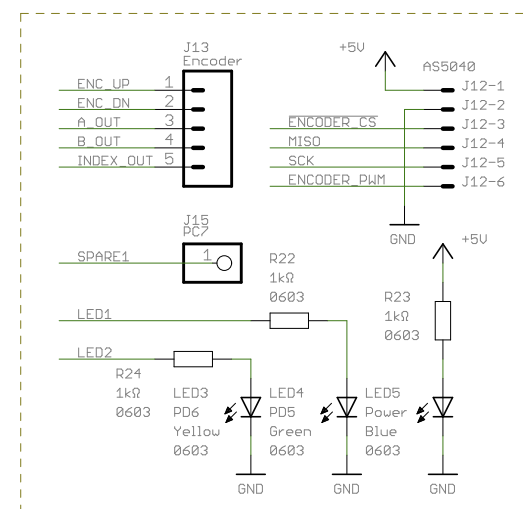 J13
Encoder
ENC_UP 1
ENC_DN 2
A_OUT 3
B_OUT 4
INDEX_OUT 5
+5V
AS5040
J12-1
J12-2
ENCODER_CS J12-3
MISO J12-4
SCK J12-5
ENCODER_PWM J12-6
GND
J15
PC7
SPARE1 1
+5V
R22
1kΩ
0603
R23
1kΩ
0603
LED1
LED2
R24
1kΩ
0603
LED3
PD6
Yellow
0603
LED4
PD5
Green
0603
LED5
Power
Blue
0603
GND
GND
GND